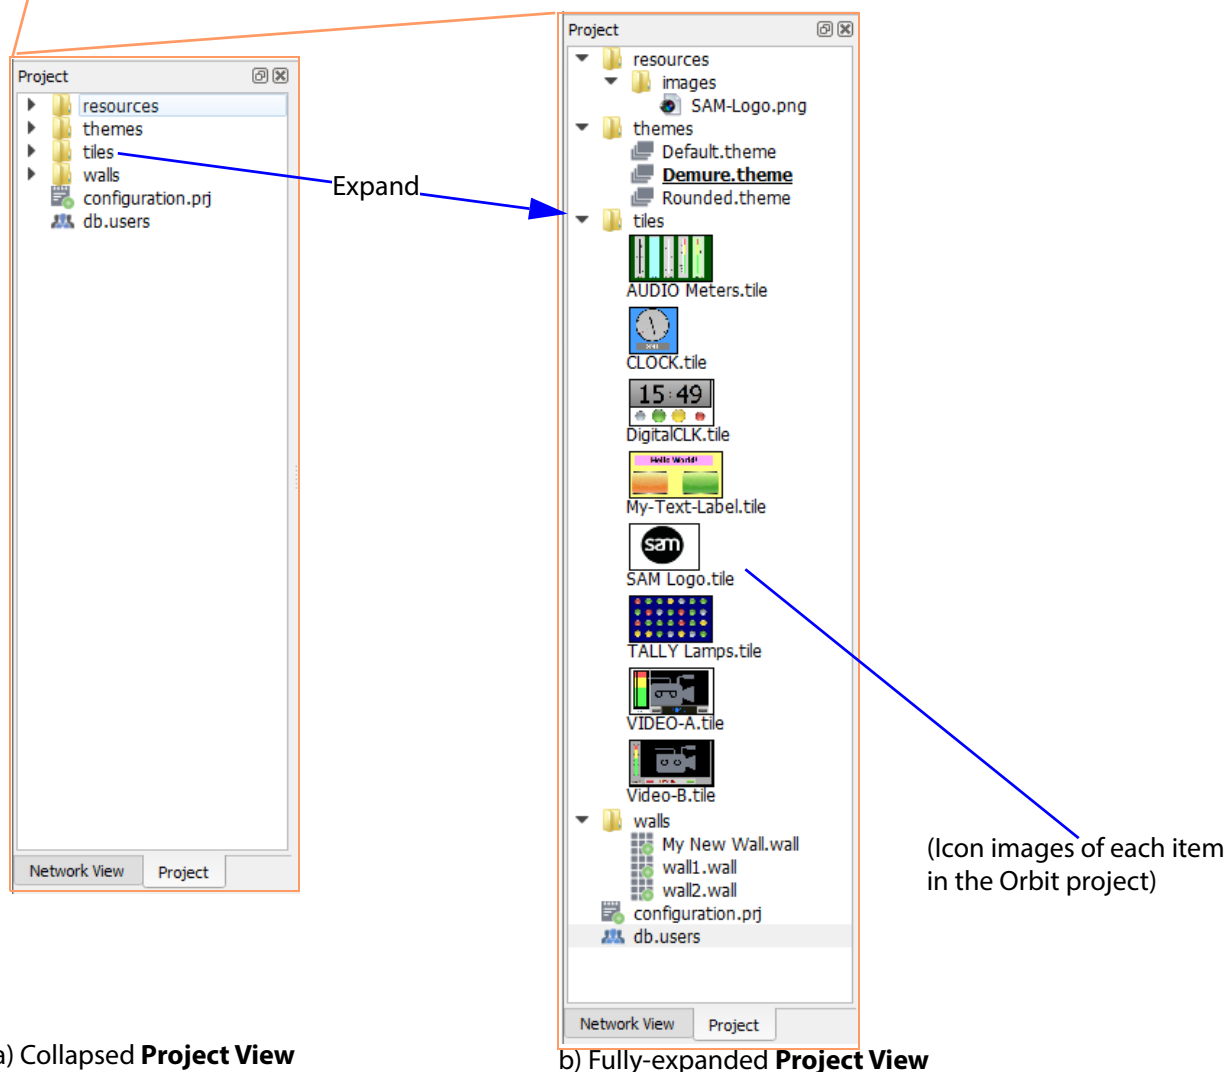 Project
resources
themes
tiles
walls
configuration.prj
db.users
Network View
Project
a) Collapsed Project View
Expand
Project
resources
images
SAM-Logo.png
themes
Default.theme
Demure.theme
Rounded.theme
tiles
AUDIO Meters.tile
CLOCK.tile
15:49
DigitalCLK.tile
Hello World!
My-Text-Label.tile
sam
SAM Logo.tile
TALLY Lamps.tile
VIDEO-A.tile
Video-B.tile
walls
My New Wall.wall
wall1.wall
wall2.wall
configuration.prj
db.users
Network View
Project
b) Fully-expanded Project View
(Icon images of each item
in the Orbit project)